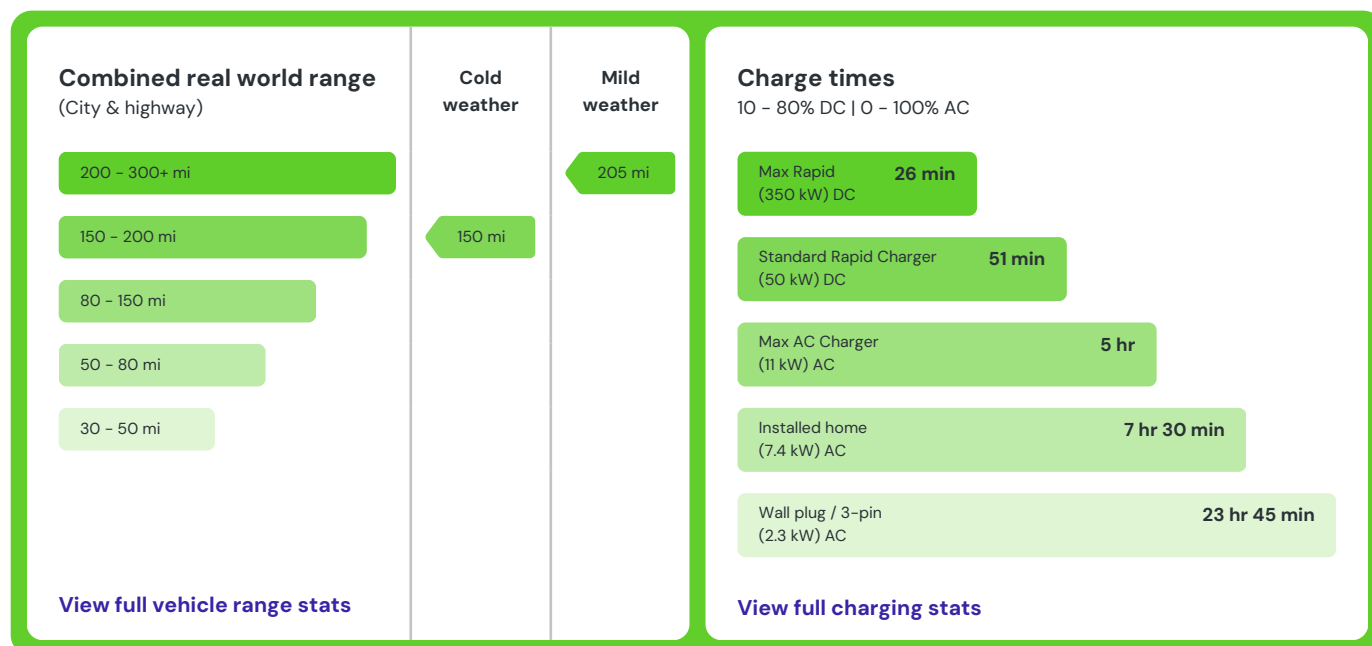 Combined real world range
(City & highway)
Cold
weather
Mild
weather
200 - 300+ mi
205 mi
150 - 200 mi
150 mi
80 - 150 mi
50 - 80 mi
30 - 50 mi
View full vehicle range stats
Charge times
10 - 80% DC | 0 - 100% AC
Max Rapid
(350 kW) DC
26 min
Standard Rapid Charger
(50 kW) DC
51 min
Max AC Charger
(11 kW) AC
5 hr
Installed home
(7.4 kW) AC
7 hr 30 min
Wall plug / 3-pin
(2.3 kW) AC
23 hr 45 min
View full charging stats